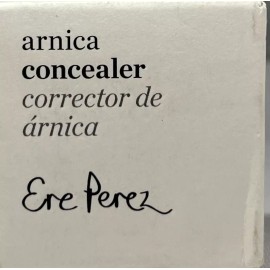 arnica
concealer
corrector de
árnica
Ere Perez